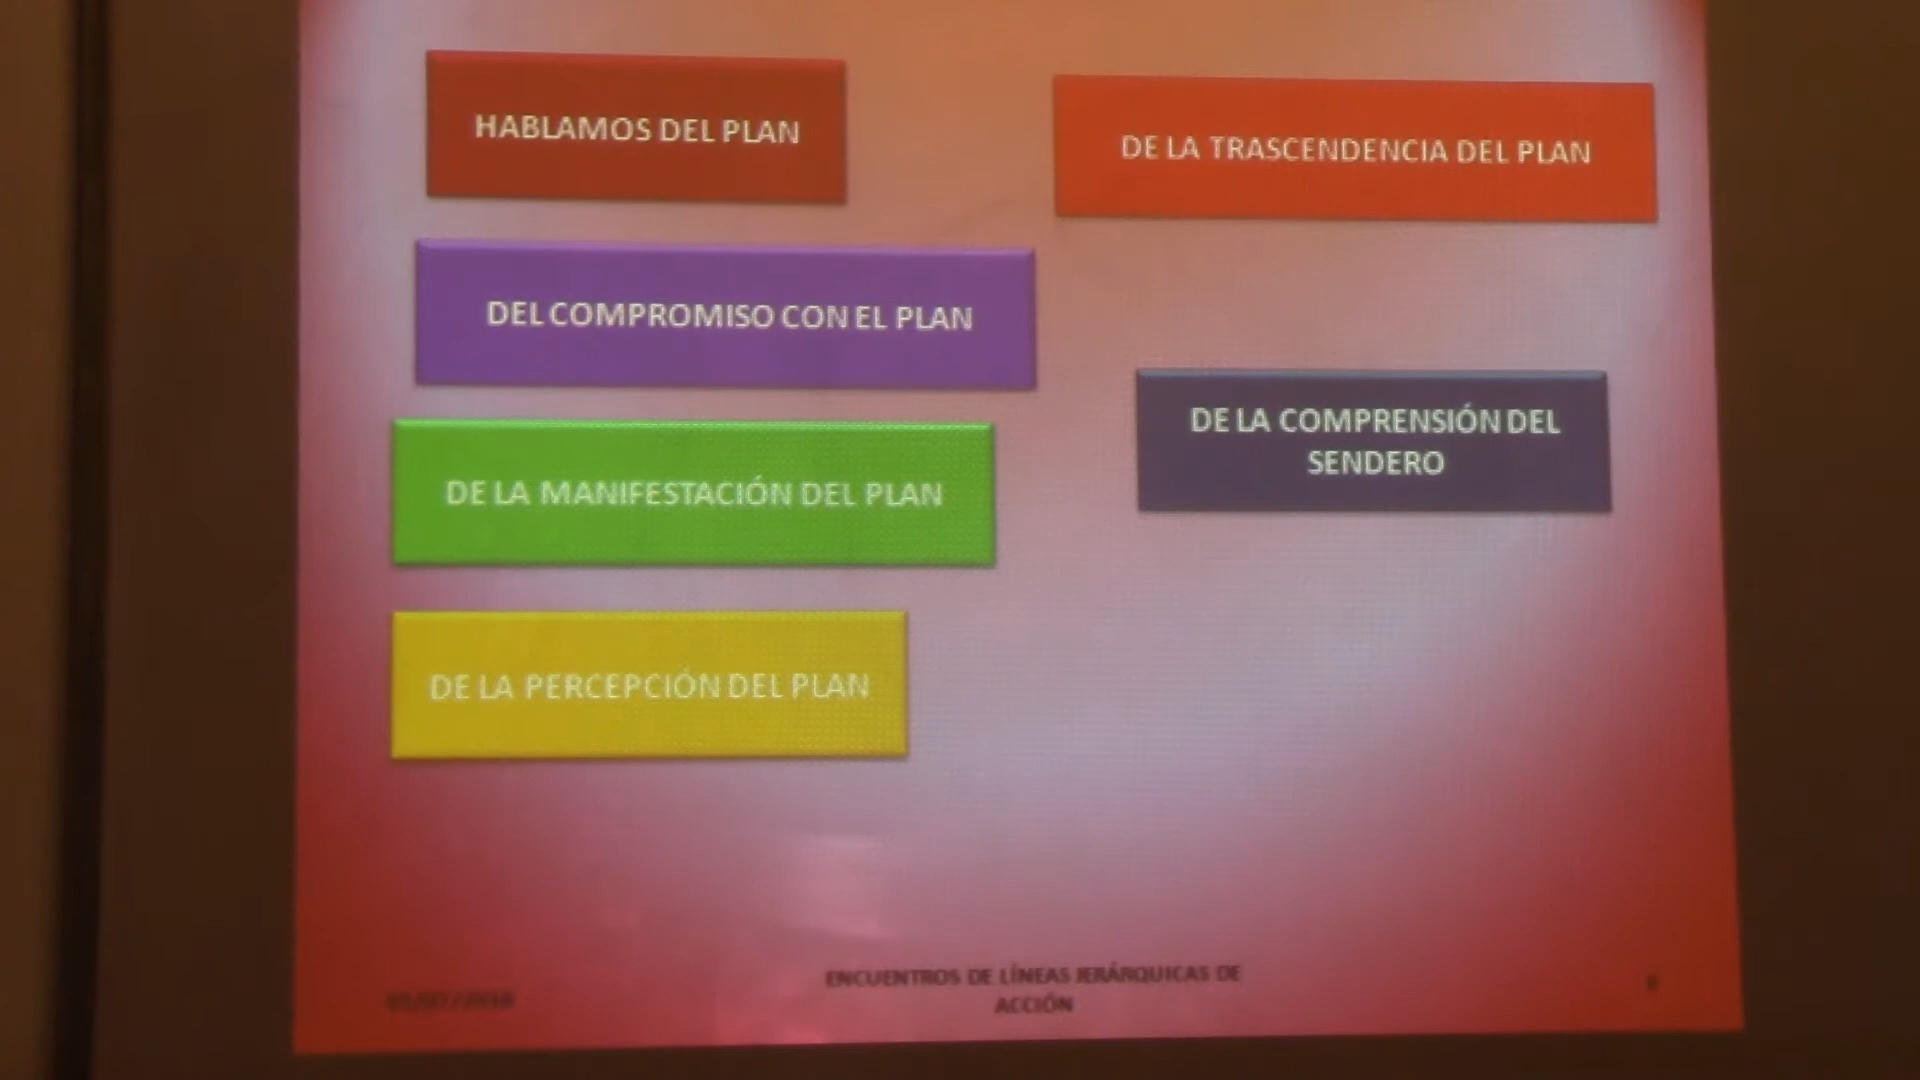 HABLAMOS DEL PLAN
DE LA TRASCENDENCIA DEL PLAN
DEL COMPROMISO CON EL PLAN
DE LA COMPRENSIÓN DEL
SENDERO
DE LA MANIFESTACIÓN DEL PLAN
DE LA PERCEPCIÓN DEL PLAN
ENCUENTROS DE LÍNEAS JERÁRQUICAS DE
ACCIÓN